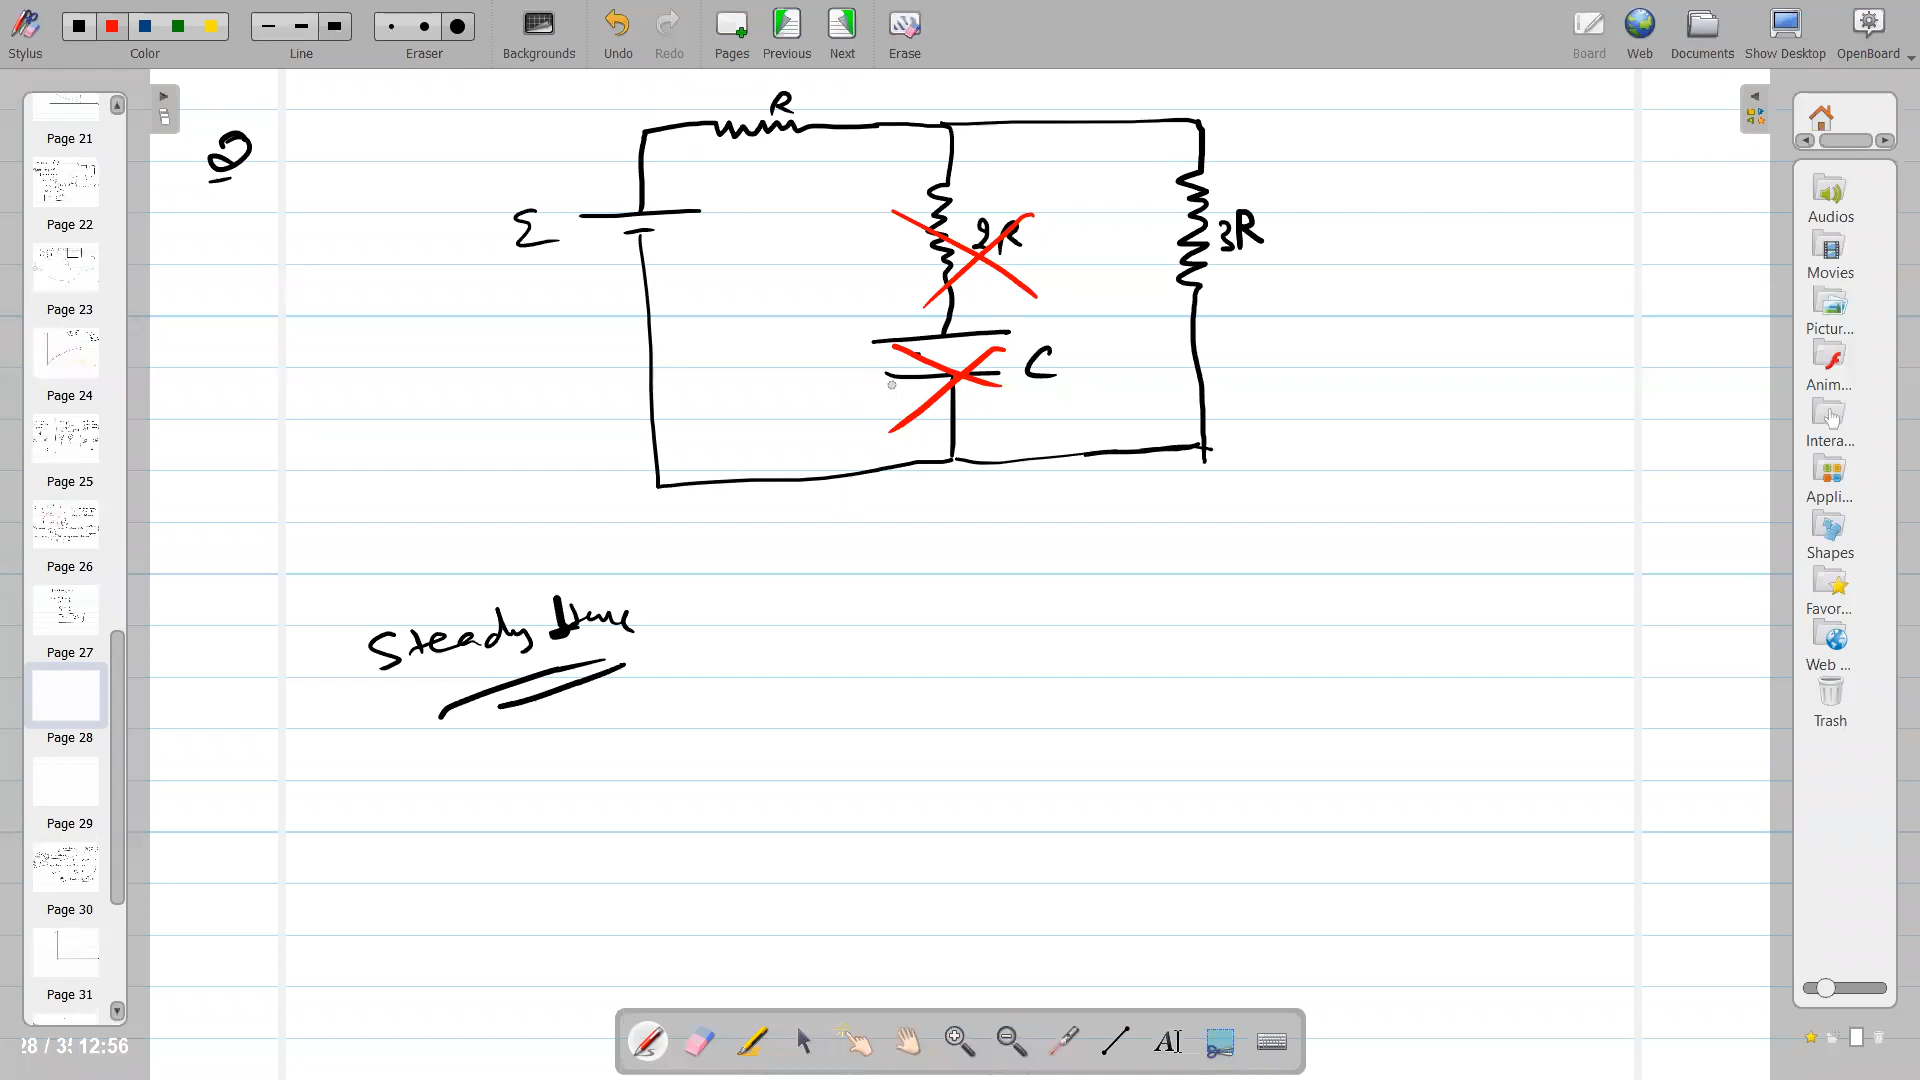 Stylus
Color
Line
Eraser
Backgrounds
Undo
Redo
Pages
Previous
Next
Erase
Board
Web
Documents
Show Desktop
OpenBoard
Page 21
Page 22
Page 23
Page 24
Page 25
Page 26
Page 27
Page 28
Page 29
Page 30
Page 31
12:56
R
Σ
2R
3R
C
Steady
Audios
Movies
Pictur...
Anim...
Intera...
Appli...
Shapes
Favor...
Web ...
Trash